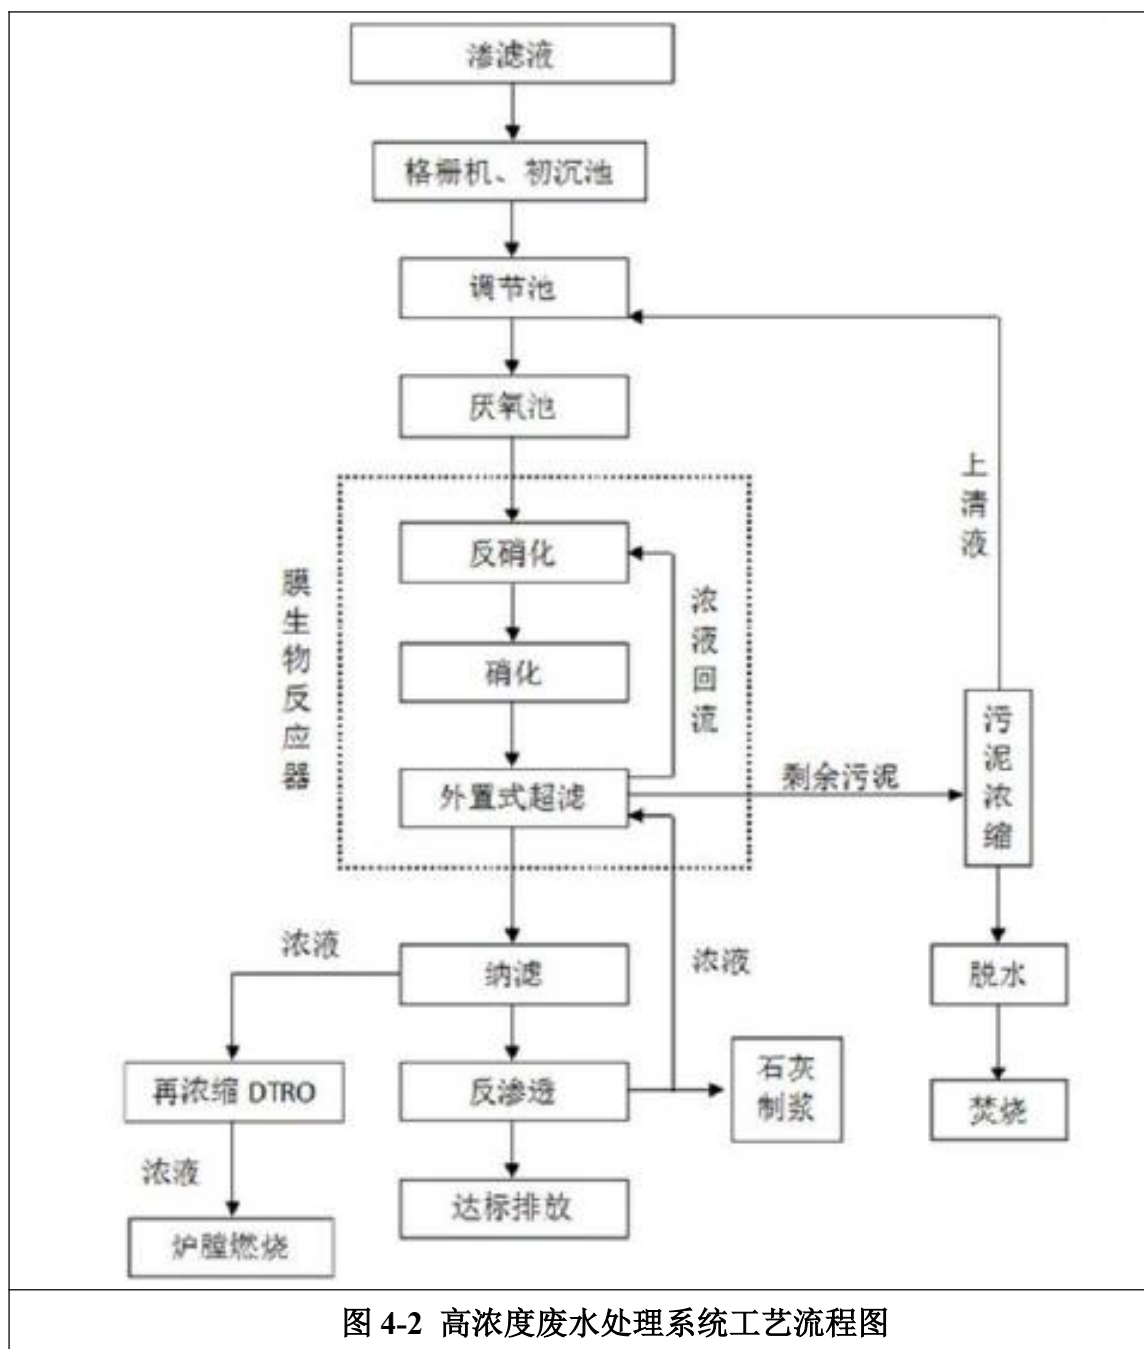 渗滤液
格栅机、初沉池
调节池
厌氧池
上清液
膜生物反应器
反硝化
浓液回流
硝化
外置式超滤
剩余污泥
污泥浓缩
浓液
纳滤
浓液
脱水
再浓缩 DTRO
反渗透
石灰
制浆
焚烧
浓液
达标排放
炉膛燃烧
图 4-2 高浓度废水处理系统工艺流程图